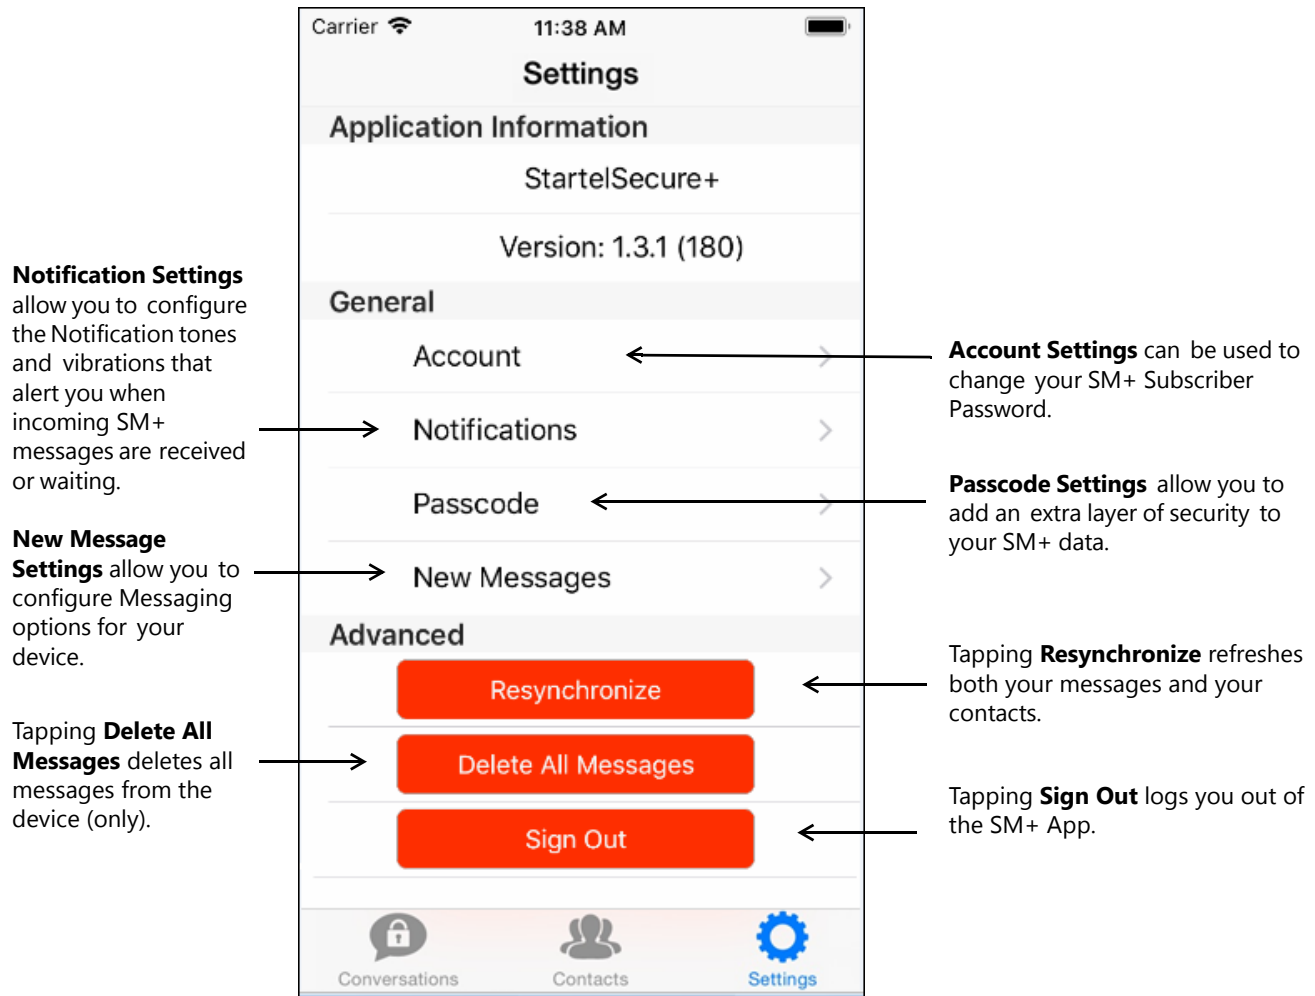 Carrier
11:38 AM
Settings
Application Information
StartelSecure+
Version: 1.3.1 (180)
General
Account
Notifications
Passcode
New Messages
Advanced
Resynchronize
Delete All Messages
Sign Out
Conversations
Contacts
Settings
Notification Settings
allow you to configure
the Notification tones
and vibrations that
alert you when
incoming SM+
messages are received
or waiting.
New Message
Settings allow you to
configure Messaging
options for your
device.
Tapping Delete All
Messages deletes all
messages from the
device (only).
Account Settings can be used to
change your SM+ Subscriber
Password.
Passcode Settings allow you to
add an extra layer of security to
your SM+ data.
Tapping Resynchronize refreshes
both your messages and your
contacts.
Tapping Sign Out logs you out of
the SM+ App.